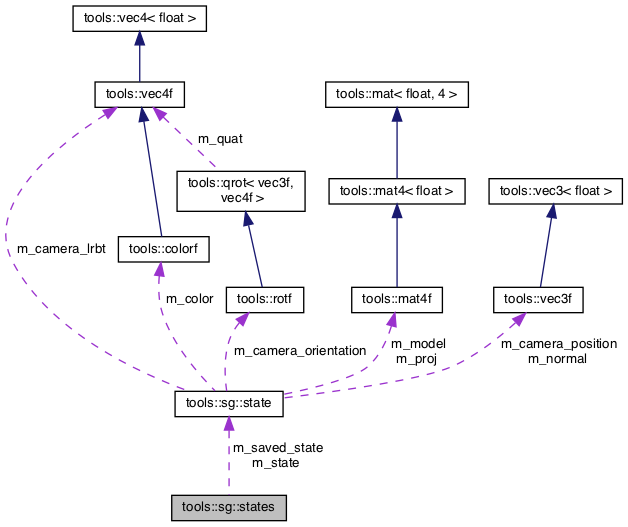 tools::vec4< float >
tools::vec4f
tools::mat< float, 4 >
m_quat
tools::qrot< vec3f,
vec4f >
tools::mat4< float >
tools::vec3< float >
m_camera_lrbt
tools::colorf
m_color
tools::rotf
tools::mat4f
tools::vec3f
m_camera_orientation
m_model
m_proj
m_camera_position
m_normal
tools::sg::state
m_saved_state
m_state
tools::sg::states